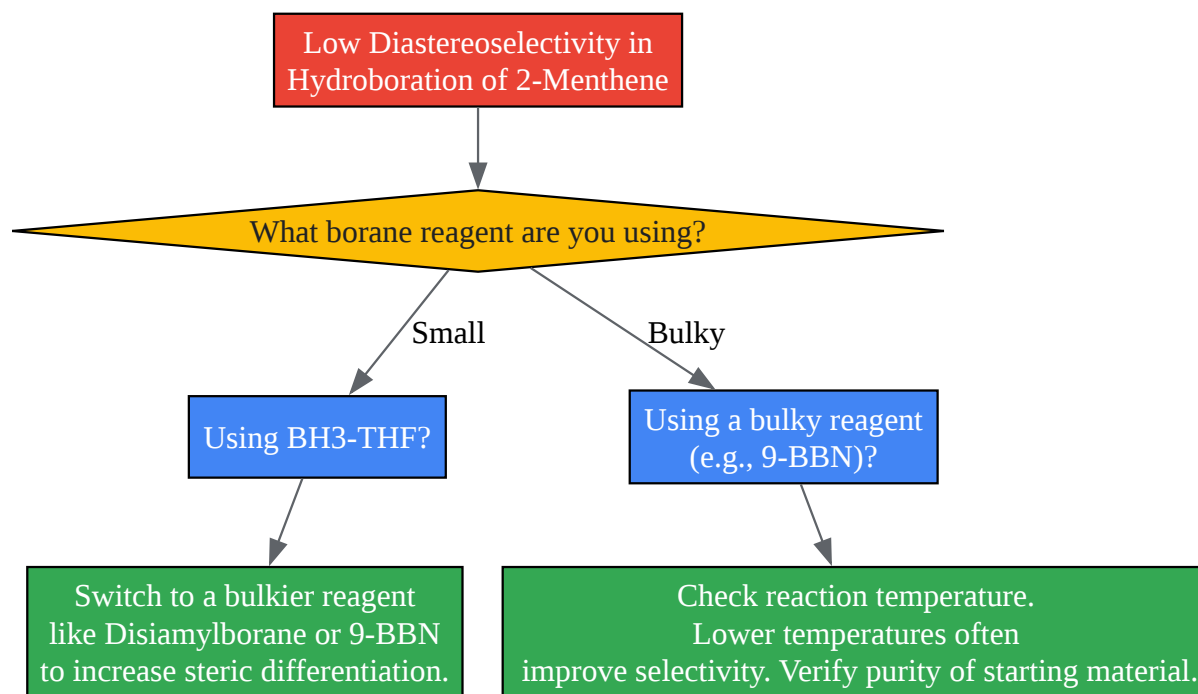 Low Diastereoselectivity in
Hydroboration of 2-Menthene
What borane reagent are you using?
Small
Bulky
Using BH3-THF?
Using a bulky reagent
(e.g., 9-BBN)?
Switch to a bulkier reagent
like Disiamylborane or 9-BBN
to increase steric differentiation.
Check reaction temperature.
Lower temperatures often
improve selectivity. Verify purity of starting material.